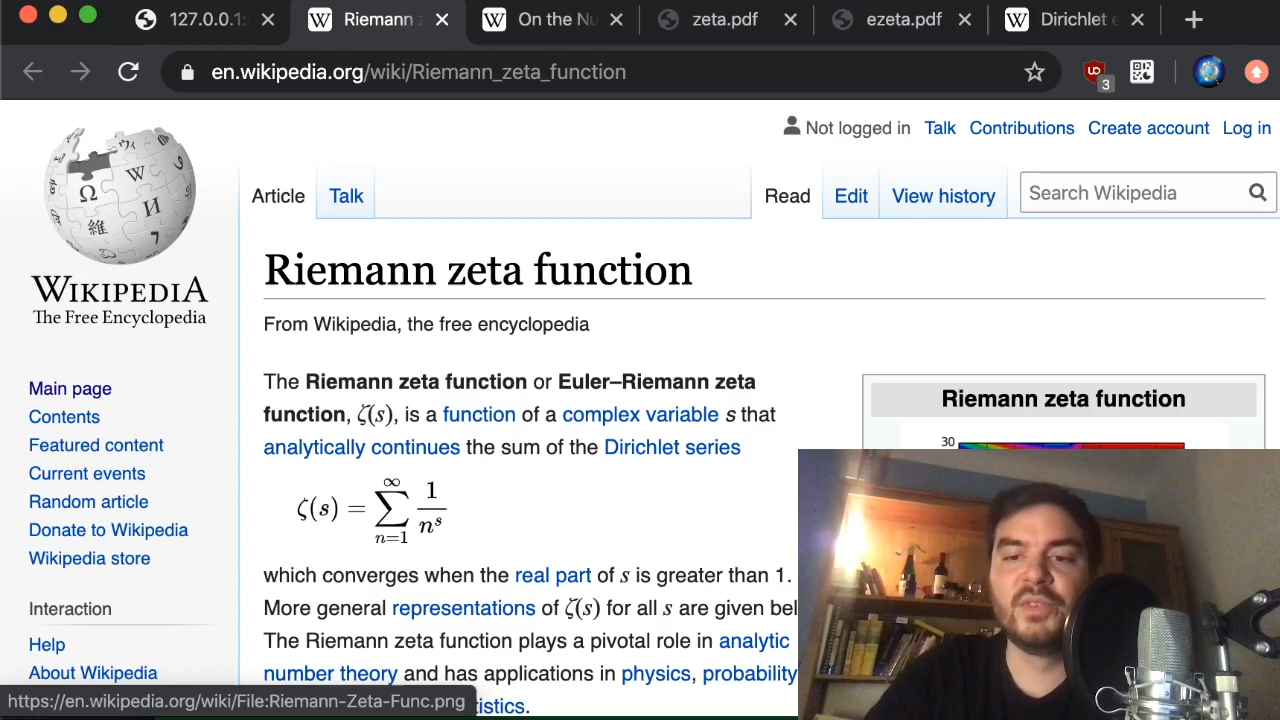 127.0.0.1:
Riemann z
On the Nu
zeta.pdf
ezeta.pdf
Dirichlet e
en.wikipedia.org/wiki/Riemann_zeta_function
3
Not logged in Talk Contributions Create account Log in
Article Talk Read Edit View history Search Wikipedia
WIKIPEDIA
The Free Encyclopedia
Main page
Contents
Featured content
Current events
Random article
Donate to Wikipedia
Wikipedia store
Interaction
Help
About Wikipedia
Riemann zeta function
From Wikipedia, the free encyclopedia
The Riemann zeta function or Euler–Riemann zeta
function, ζ(s), is a function of a complex variable s that
analytically continues the sum of the Dirichlet series
ζ(s) = ∑_{n=1}^{∞} 1/n^s
which converges when the real part of s is greater than 1.
More general representations of ζ(s) for all s are given bel
The Riemann zeta function plays a pivotal role in analytic
number theory and has applications in physics, probability
tistics.
Riemann zeta function
30
https://en.wikipedia.org/wiki/File:Riemann-Zeta-Func.png